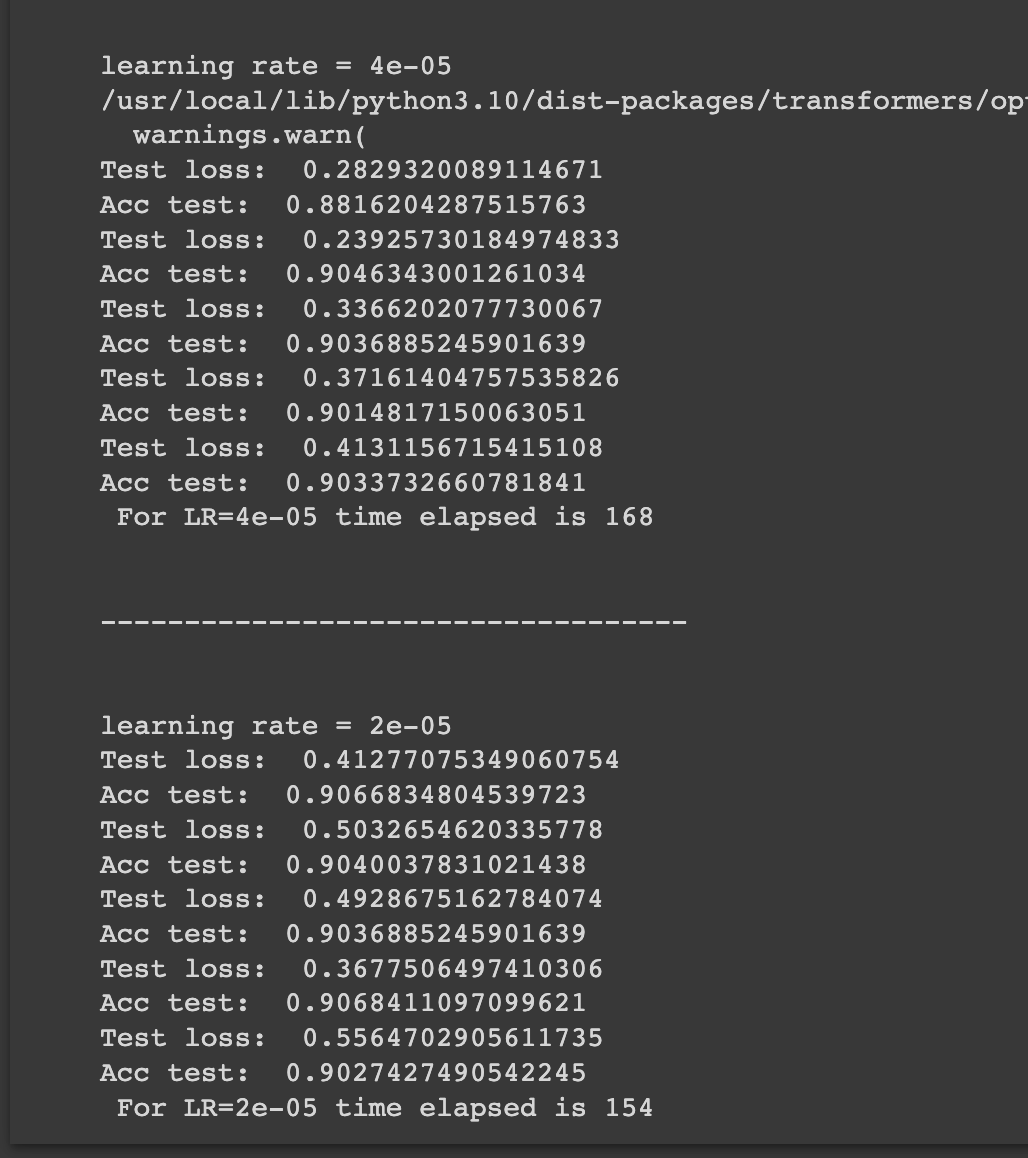 learning rate = 4e-05
/usr/local/lib/python3.10/dist-packages/transformers/op
  warnings.warn(
Test loss:  0.2829320089114671
Acc test:  0.8816204287515763
Test loss:  0.23925730184974833
Acc test:  0.9046343001261034
Test loss:  0.3366202077730067
Acc test:  0.9036885245901639
Test loss:  0.37161404757535826
Acc test:  0.9014817150063051
Test loss:  0.4131156715415108
Acc test:  0.9033732660781841
 For LR=4e-05 time elapsed is 168
-----------------------------------
learning rate = 2e-05
Test loss:  0.41277075349060754
Acc test:  0.9066834804539723
Test loss:  0.5032654620335778
Acc test:  0.9040037831021438
Test loss:  0.4928675162784074
Acc test:  0.9036885245901639
Test loss:  0.3677506497410306
Acc test:  0.9068411097099621
Test loss:  0.5564702905611735
Acc test:  0.9027427490542245
 For LR=2e-05 time elapsed is 154